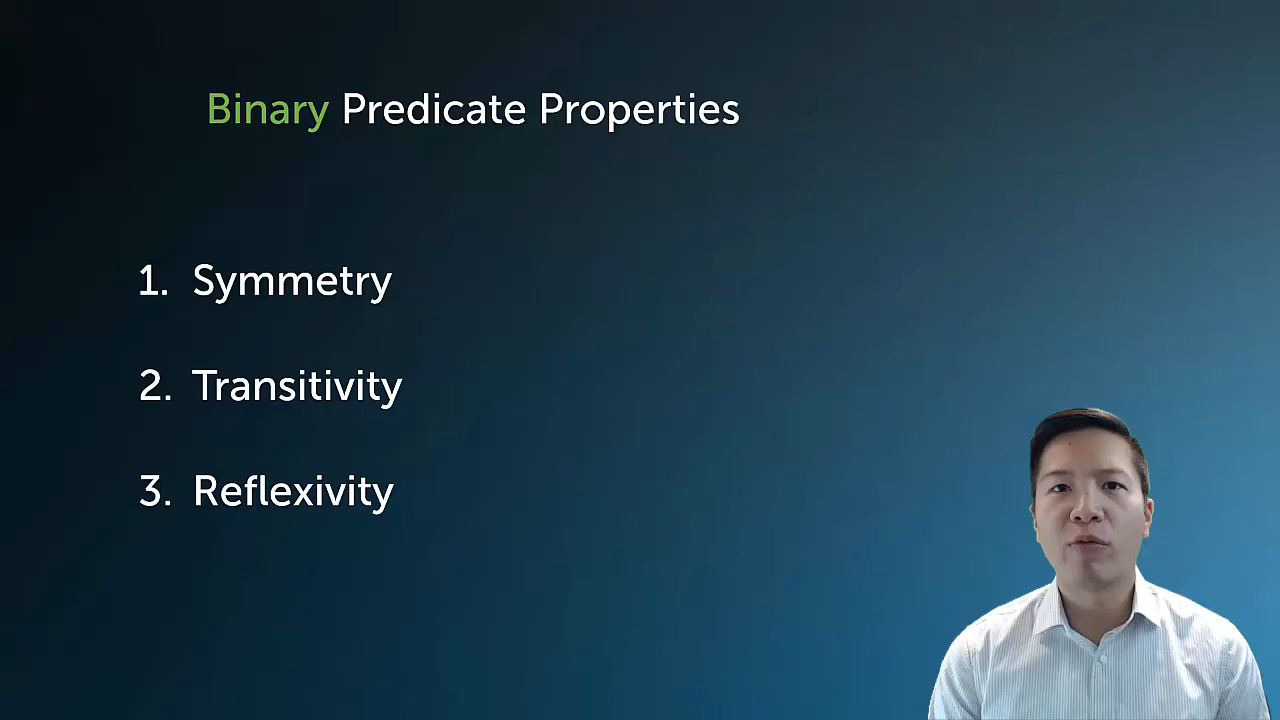 Binary Predicate Properties
1. Symmetry
2. Transitivity
3. Reflexivity